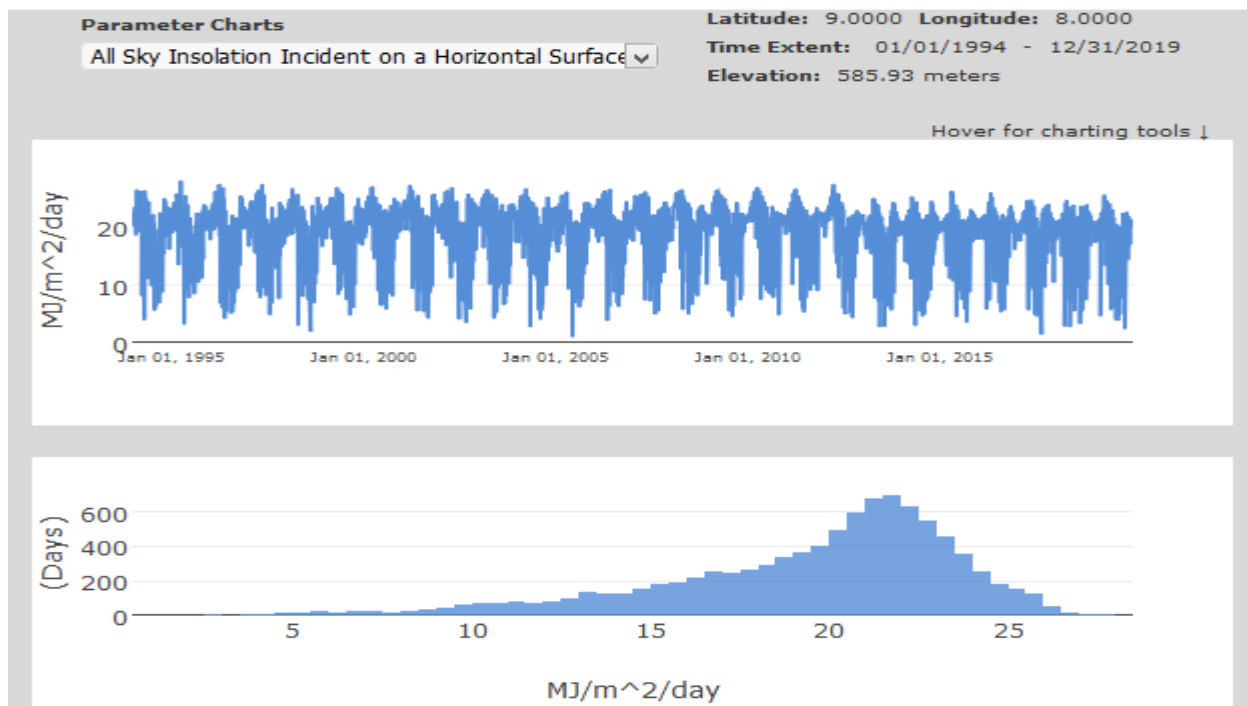 Parameter Charts
All Sky Insolation Incident on a Horizontal Surface
Latitude: 9.0000 Longitude: 8.0000
Time Extent: 01/01/1994 - 12/31/2019
Elevation: 585.93 meters
Hover for charting tools ↓
MJ/m^2/day
20
10
0
Jan 01, 1995
Jan 01, 2000
Jan 01, 2005
Jan 01, 2010
Jan 01, 2015
(Days)
600
400
200
0
5
10
15
20
25
MJ/m^2/day